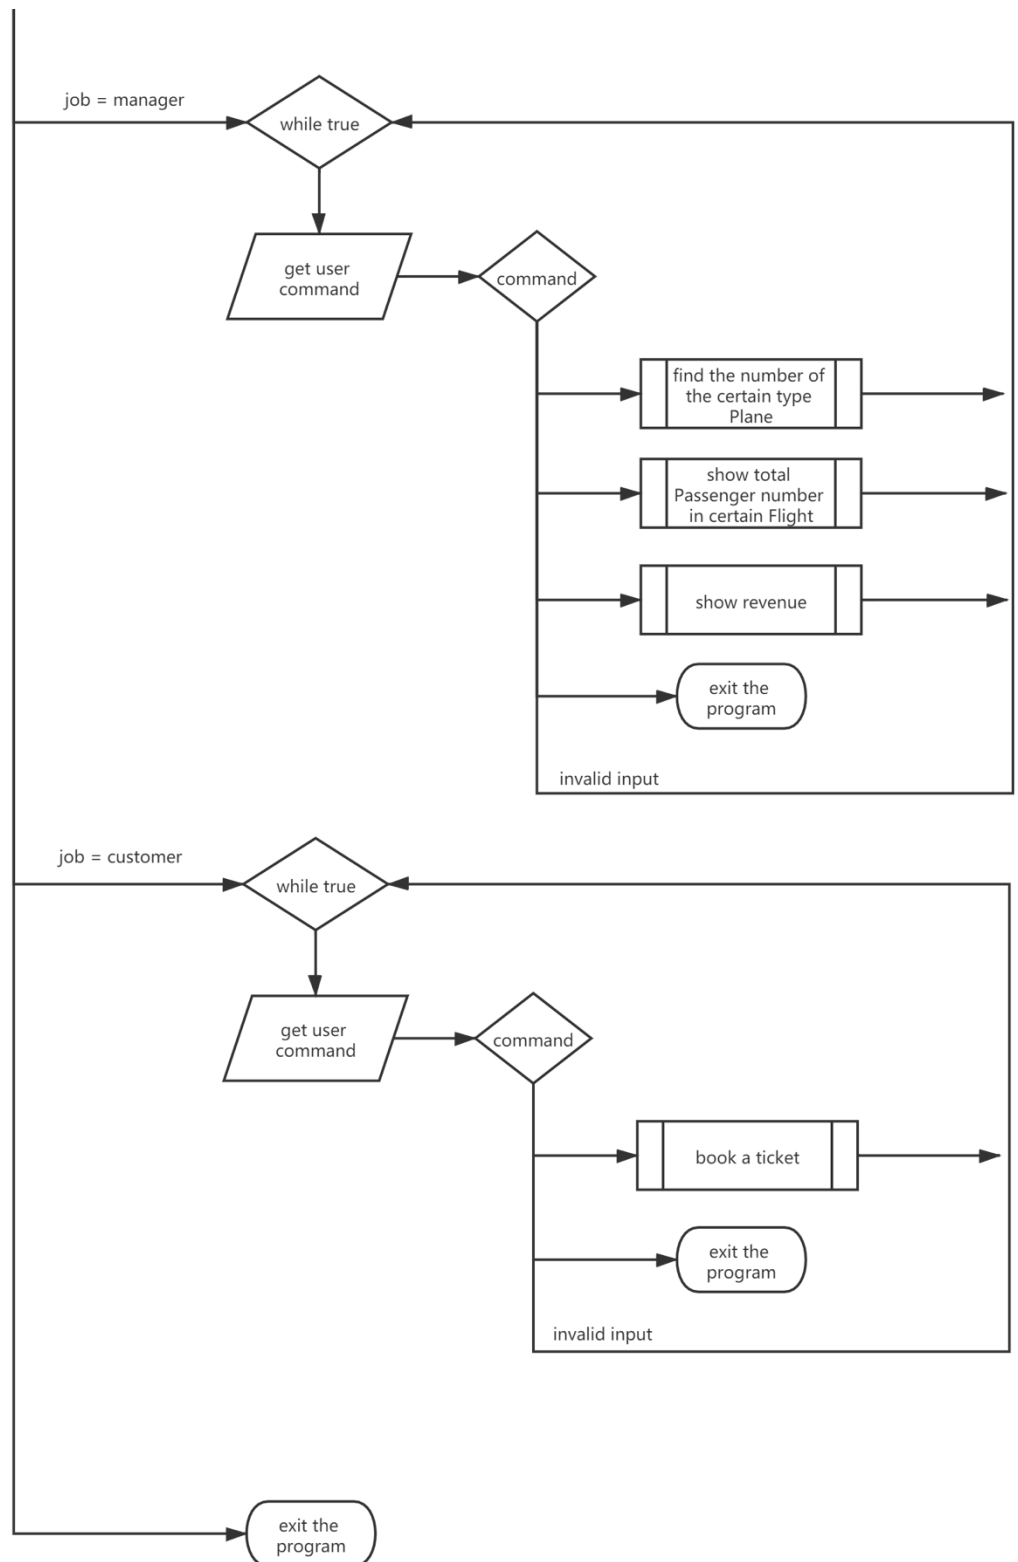 job = manager
while true
get user
command
command
find the number of
the certain type
Plane
show total
Passenger number
in certain Flight
show revenue
exit the
program
invalid input
job = customer
while true
get user
command
command
book a ticket
exit the
program
invalid input
exit the
program